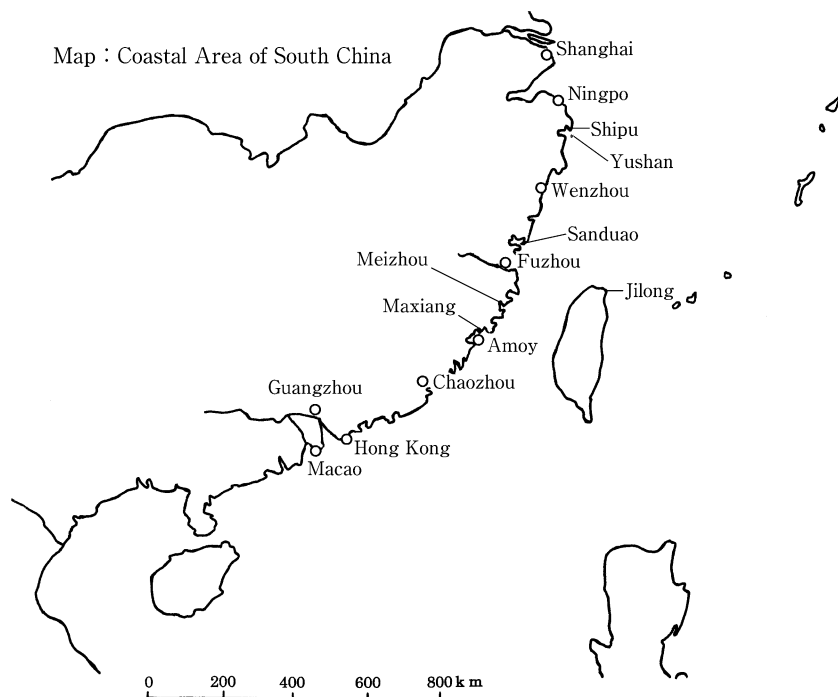 Map : Coastal Area of South China
Shanghai
Ningpo
Shipu
Yushan
Wenzhou
Sanduao
Meizhou
Fuzhou
Jilong
Maxiang
Amoy
Chaozhou
Guangzhou
Hong Kong
Macao
0 200 400 600 800 km